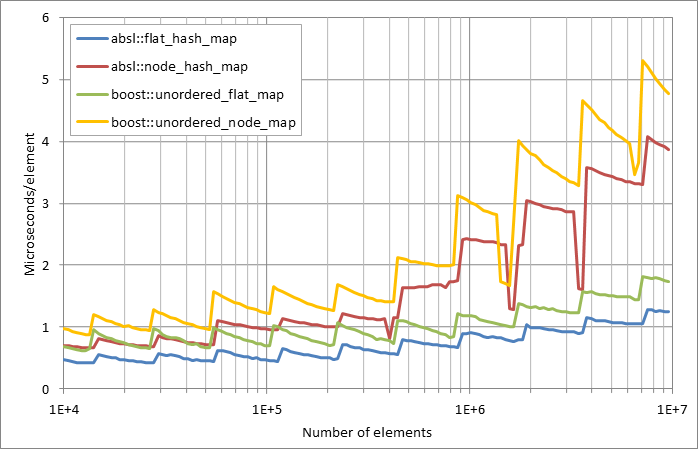 6
5
4
3
2
1
0
Microseconds/element
absl::flat_hash_map
absl::node_hash_map
boost::unordered_flat_map
boost::unordered_node_map
1E+4 1E+5 1E+6 1E+7
Number of elements